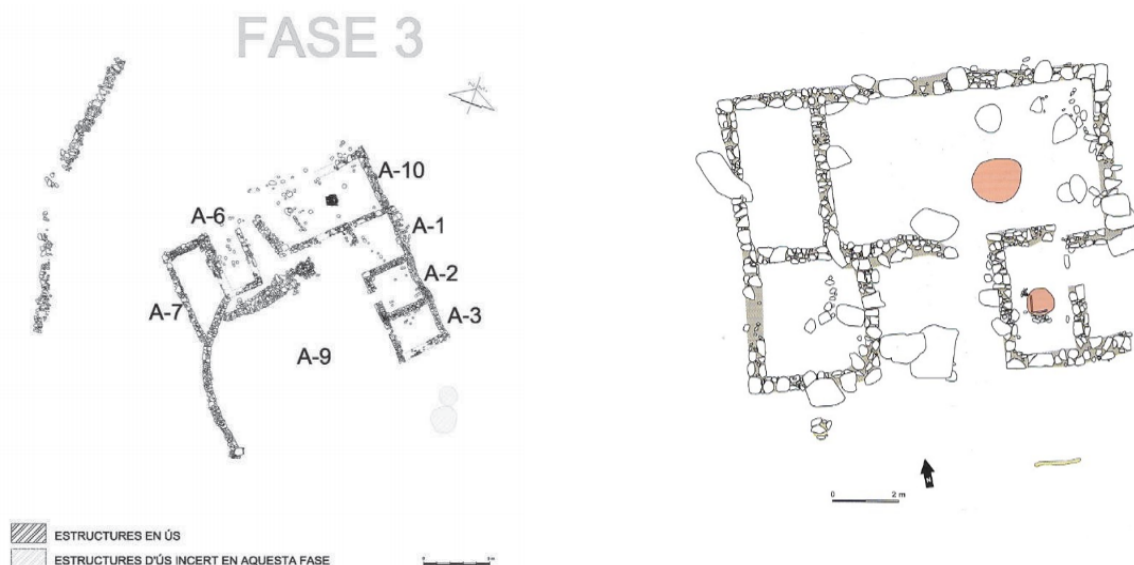 FASE 3
A-10
A-6
A-1
A-2
A-7
A-3
A-9
ESTRUCTURES EN ÚS
ESTRUCTURES D'ÚS INCERT EN AQUESTA FASE
0 2 m